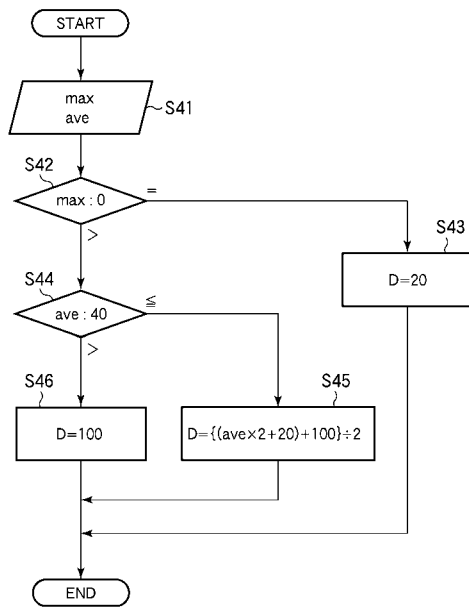 START
max
ave
S41
S42
max : 0
=
>
S43
D=20
S44
ave : 40
≦
>
S46
D=100
S45
D={(ave×2+20)+100}÷2
END